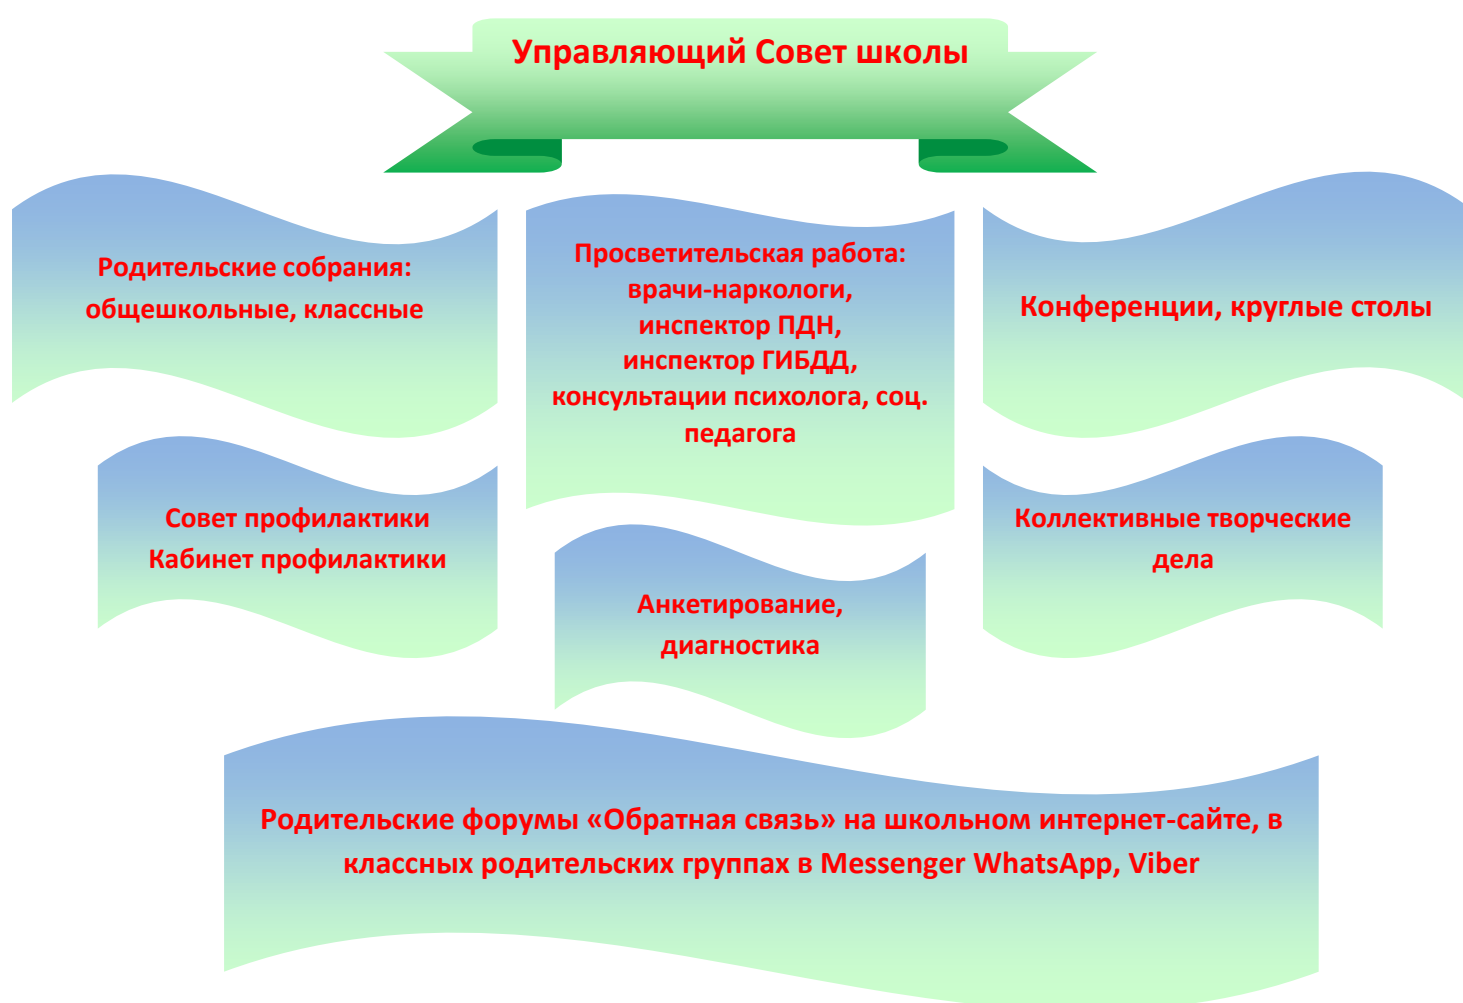 Управляющий Совет школы
Родительские собрания:
общешкольные, классные
Просветительская работа:
врачи-наркологи,
инспектор ПДН,
инспектор ГИБДД,
консультации психолога, соц.
педагога
Конференции, круглые столы
Совет профилактики
Кабинет профилактики
Анкетирование,
диагностика
Коллективные творческие
дела
Родительские форумы «Обратная связь» на школьном интернет-сайте, в
классных родительских группах в Messenger WhatsApp, Viber